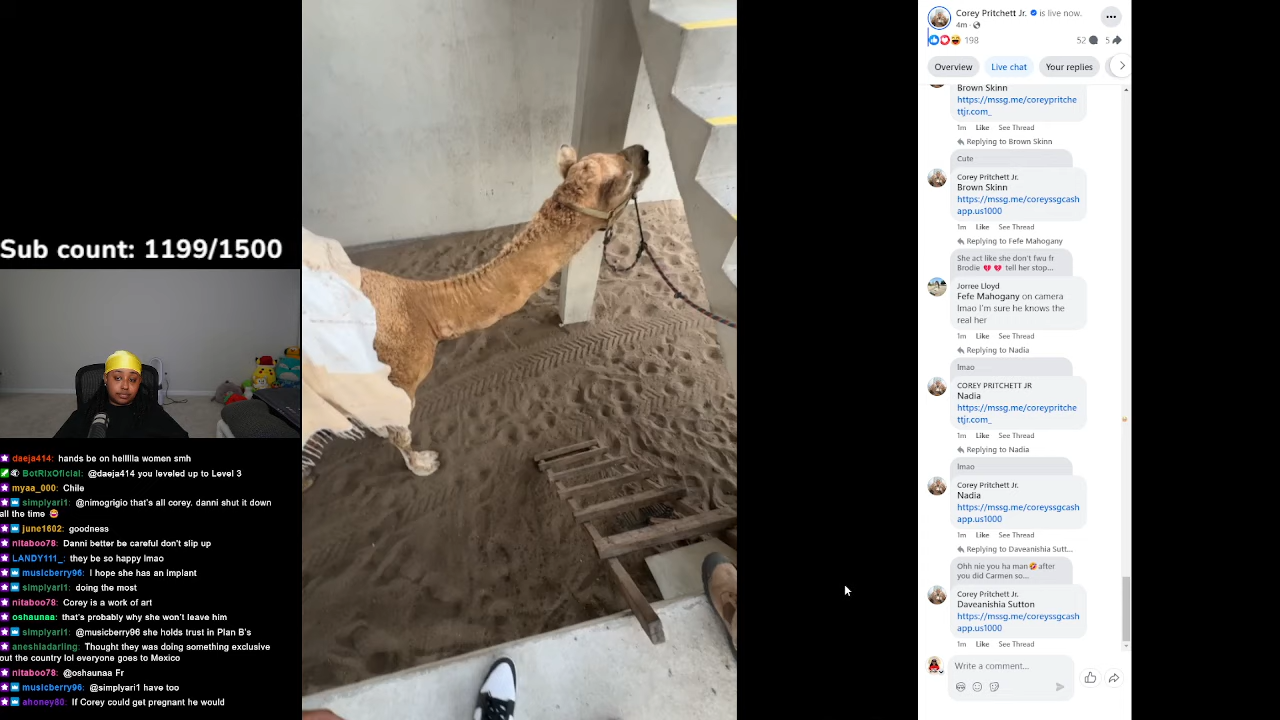 Sub count: 1199/1500
daeja414: hands be on hellllla women smh
BotRixOficial: @daeja414 you leveled up to Level 3
myaa_000: Chile
simplyari1: @nimogrigio that's all corey. danni shut it down
all the time
june1602: goodness
nitaboo78: Danni better be careful don't slip up
LANDY111_: they be so happy lmao
musicberry96: I hope she has an implant
simplyari1: doing the most
nitaboo78: Corey is a work of art
oshaunaa: that's probably why she won't leave him
simplyari1: @musicberry96 she holds trust in Plan B's
aneshiadarling: Thought they was doing something exclusive
out the country lol everyone goes to Mexico
nitaboo78: @oshaunaa Fr
musicberry96: @simplyari1 have too
ahoney80: If Corey could get pregnant he would
Corey Pritchett Jr. is live now.
4m
198
52 5
Overview Live chat Your replies
Brown Skinn
https://mssg.me/coreypritche
ttjr.com_
1m Like See Thread
Replying to Brown Skinn
Cute
Corey Pritchett Jr.
Brown Skinn
https://mssg.me/coreyssgcash
app.us1000
1m Like See Thread
Replying to Fefe Mahogany
She act like she don't fwu fr
Brodie 💔 💔 tell her stop...
Jorree Lloyd
Fefe Mahogany on camera
lmao I'm sure he knows the
real her
1m Like See Thread
Replying to Nadia
lmao
COREY PRITCHETT JR
Nadia
https://mssg.me/coreypritche
ttjr.com_
1m Like See Thread
Replying to Nadia
lmao
Corey Pritchett Jr.
Nadia
https://mssg.me/coreyssgcash
app.us1000
1m Like See Thread
Replying to Daveanishia Sutt...
Ohh nie you ha man🤣after
you did Carmen so...
Corey Pritchett Jr.
Daveanishia Sutton
https://mssg.me/coreyssgcash
app.us1000
1m Like See Thread
Write a comment...